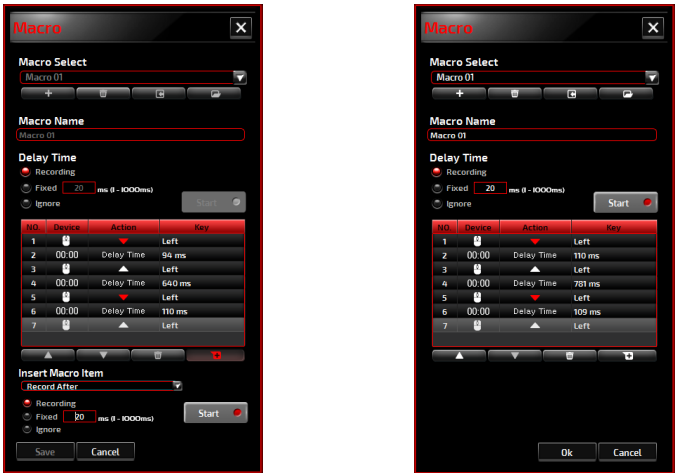 Macro
Macro Select
Macro 01
Macro Name
Macro 01
Delay Time
Recording
Fixed 20 ms (1 - 1000ms)
Ignore
Start
NO. Device Action Key
1 Left
2 00:00 Delay Time 94 ms
3 Left
4 00:00 Delay Time 640 ms
5 Left
6 00:00 Delay Time 110 ms
7 Left
Insert Macro Item
Record After
Recording
Fixed 20 ms (1 - 1000ms)
Ignore
Start
Save Cancel
Macro
Macro Select
Macro 01
Macro Name
Macro 01
Delay Time
Recording
Fixed 20 ms (1 - 1000ms)
Ignore
Start
NO. Device Action Key
1 Left
2 00:00 Delay Time 110 ms
3 Left
4 00:00 Delay Time 781 ms
5 Left
6 00:00 Delay Time 109 ms
7 Left
Ok Cancel